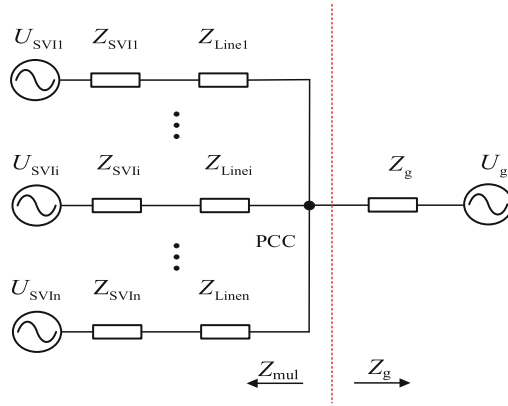 U_SVI1 Z_SVI1 Z_Line1
U_SVIi Z_SVIi Z_Linei Z_g U_g
PCC
U_SVIn Z_SVIn Z_Linen
Z_mul Z_g